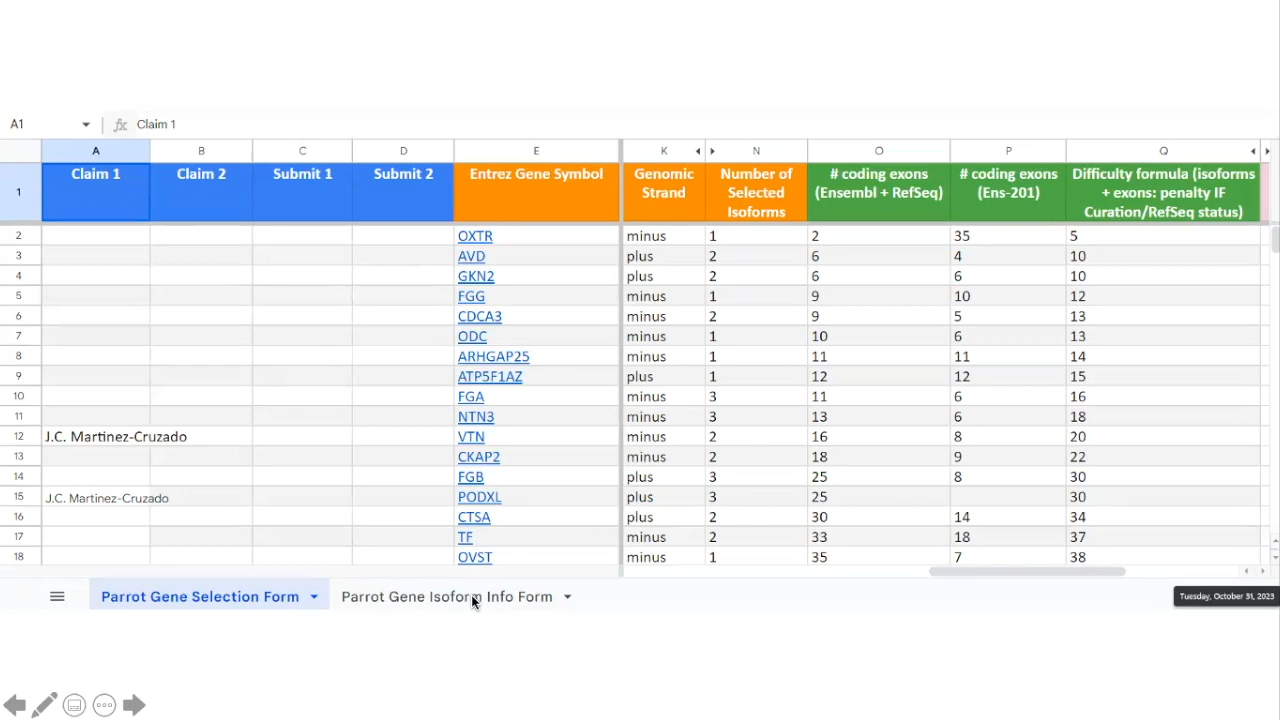 A1 fx Claim 1
A B C D E K N O P Q
1 Claim 1 Claim 2 Submit 1 Submit 2 Entrez Gene Symbol Genomic Strand Number of Selected Isoforms # coding exons (Ensembl + RefSeq) # coding exons (Ens-201) Difficulty formula (isoforms + exons: penalty IF Curation/RefSeq status)
2 OXTR minus 1 2 35 5
3 AVD plus 2 6 4 10
4 GKN2 plus 2 6 6 10
5 FGG minus 1 9 10 12
6 CDCA3 minus 2 9 5 13
7 ODC minus 1 10 6 13
8 ARHGAP25 minus 1 11 11 14
9 ATP5F1AZ plus 1 12 12 15
10 FGA minus 3 11 6 16
11 NTN3 minus 3 13 6 18
12 J.C. Martinez-Cruzado VTN minus 2 16 8 20
13 CKAP2 minus 2 18 9 22
14 FGB plus 3 25 8 30
15 J.C. Martinez-Cruzado PODXL plus 3 25 30
16 CTSA plus 2 30 14 34
17 TF minus 2 33 18 37
18 OVST minus 1 35 7 38
Parrot Gene Selection Form Parrot Gene Isoform Info Form
Tuesday, October 31, 2023